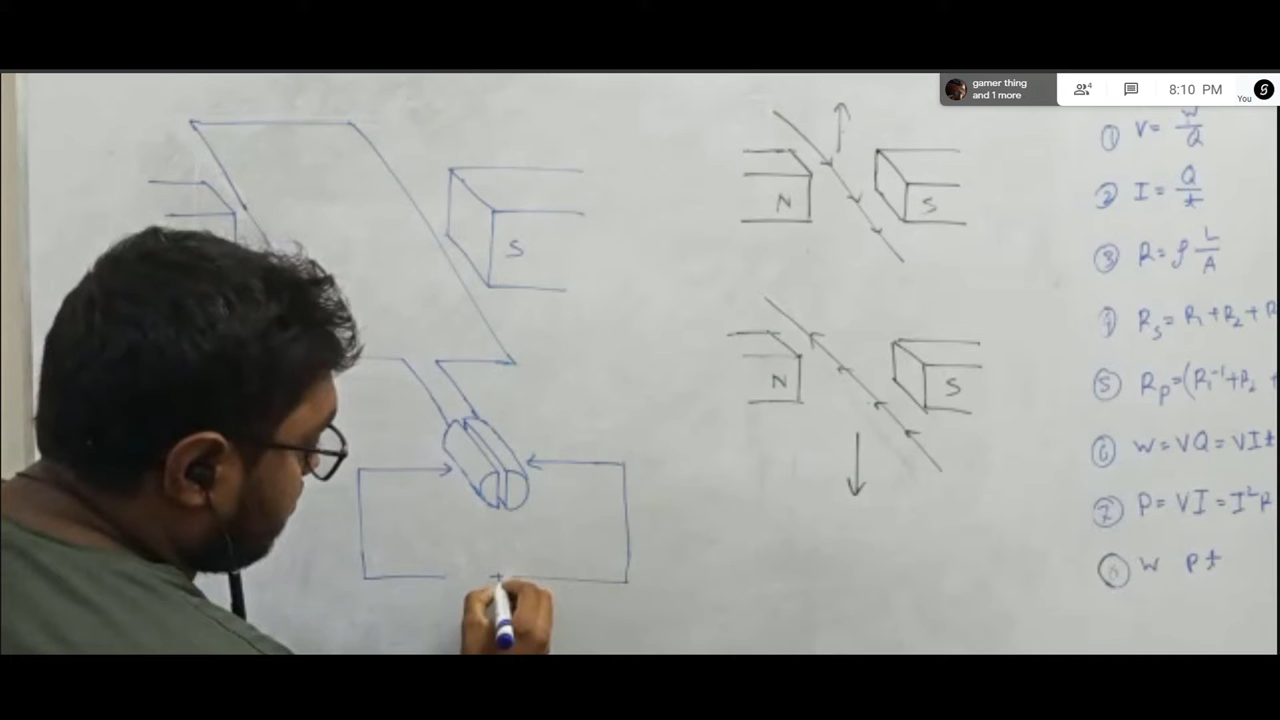 gamer thing
and 1 more
4
8:10 PM
You
S
N
S
N
S
① V = W/Q
② I = Q/t
③ R = ρ L/A
④ Rs = R₁ + R₂ + R
⑤ Rp = (R₁⁻¹ + R₂ +
⑥ W = VQ = VIt
⑦ P = VI = I²R
⑧ W Pt